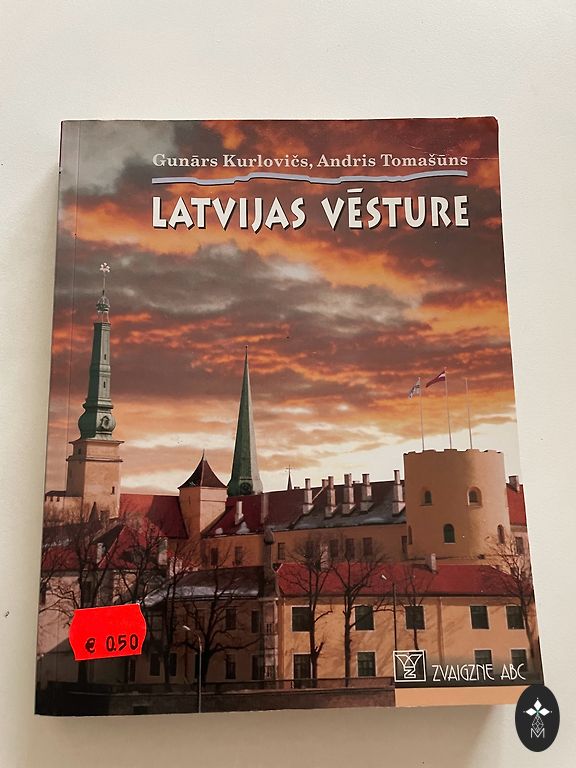 Gunārs Kurlovičs, Andris Tomašūns
LATVIJAS VĒSTURE
€ 0.50
ZVAIGZNE ABC
M